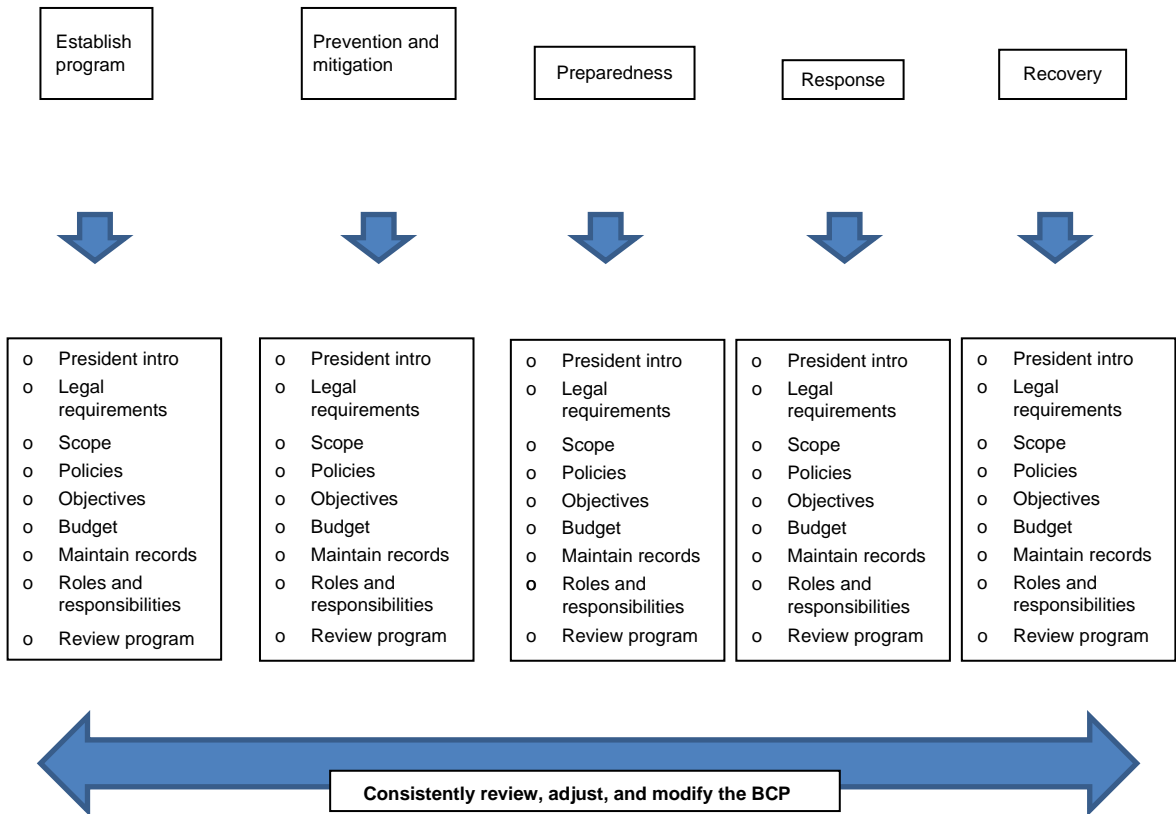 Establish
program
Prevention and
mitigation
Preparedness
Response
Recovery
o President intro
o Legal
requirements
o Scope
o Policies
o Objectives
o Budget
o Maintain records
o Roles and
responsibilities
o Review program
o President intro
o Legal
requirements
o Scope
o Policies
o Objectives
o Budget
o Maintain records
o Roles and
responsibilities
o Review program
o President intro
o Legal
requirements
o Scope
o Policies
o Objectives
o Budget
o Maintain records
o Roles and
responsibilities
o Review program
o President intro
o Legal
requirements
o Scope
o Policies
o Objectives
o Budget
o Maintain records
o Roles and
responsibilities
o Review program
o President intro
o Legal
requirements
o Scope
o Policies
o Objectives
o Budget
o Maintain records
o Roles and
responsibilities
o Review program
Consistently review, adjust, and modify the BCP